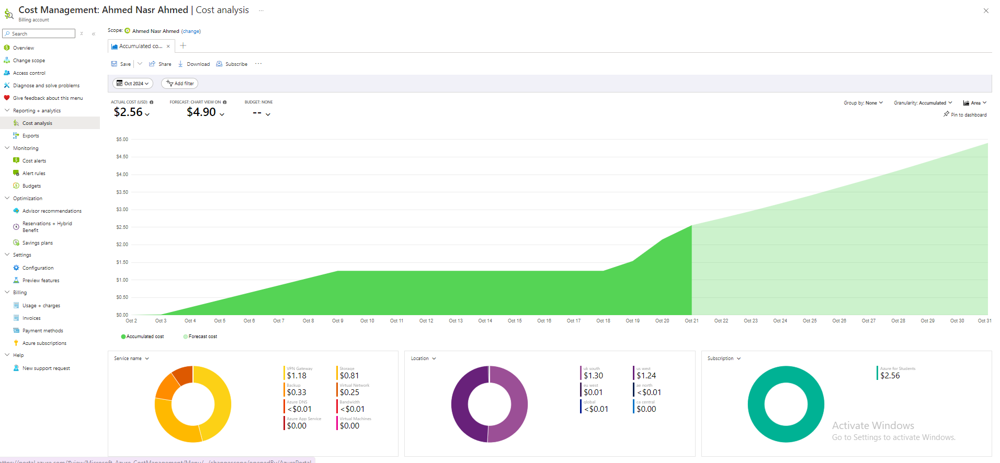 Cost Management: Ahmed Nasr Ahmed | Cost analysis ...
Billing account
Search
Overview
Change scope
Access control
Diagnose and solve problems
Give feedback about this menu
Reporting + analytics
Cost analysis
Exports
Monitoring
Cost alerts
Alert rules
Budgets
Optimization
Advisor recommendations
Reservations + Hybrid
Benefit
Savings plans
Settings
Configuration
Preview features
Billing
Usage + charges
Invoices
Payment methods
Azure subscriptions
Help
New support request
Scope: Ahmed Nasr Ahmed (change)
Accumulated co...
Save Share Download Subscribe ...
Oct 2024 Add filter
ACTUAL COST (USD) FORECAST: CHART VIEW ON BUDGET: NONE
$2.56 $4.90 --
Group by: None Granularity: Accumulated Area
Pin to dashboard
$5.00
$4.50
$4.00
$3.50
$3.00
$2.50
$2.00
$1.50
$1.00
$0.50
$0.00
Oct 2 Oct 3 Oct 4 Oct 5 Oct 6 Oct 7 Oct 8 Oct 9 Oct 10 Oct 11 Oct 12 Oct 13 Oct 14 Oct 15 Oct 16 Oct 17 Oct 18 Oct 19 Oct 20 Oct 21 Oct 22 Oct 23 Oct 24 Oct 25 Oct 26 Oct 27 Oct 28 Oct 29 Oct 30 Oct 31
Accumulated cost Forecast cost
Service name
VPN Gateway Storage
$1.18 $0.81
Backup Virtual Network
$0.33 $0.25
Azure DNS Bandwidth
<$0.01 <$0.01
Azure App Service Virtual Machines
$0.00 $0.00
Location
uk south us west
$1.30 $1.24
eu west ae north
$0.01 <$0.01
global ca central
<$0.01 $0.00
Subscription
Azure for Students
$2.56
Activate Windows
Go to Settings to activate Windows.